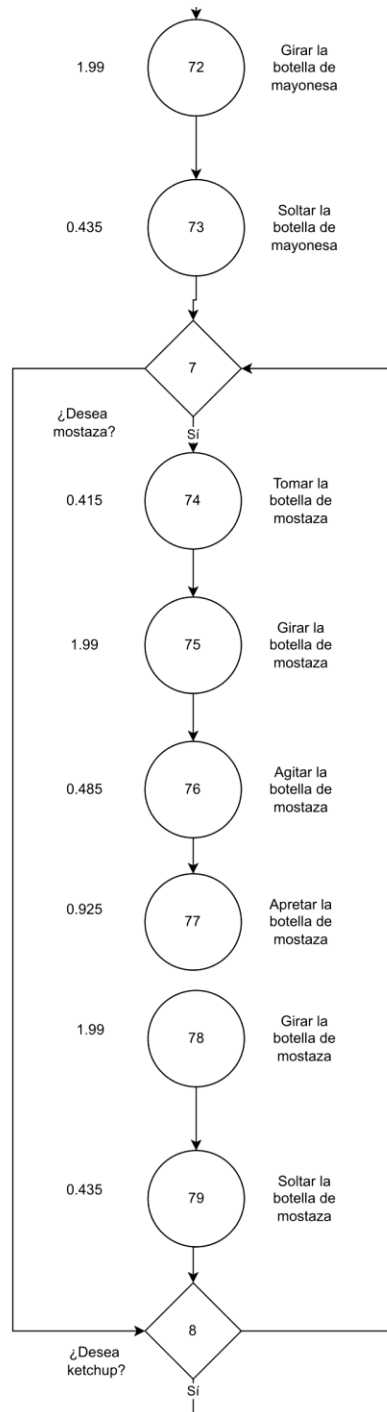 1.99
72
Girar la
botella de
mayonesa
0.435
73
Soltar la
botella de
mayonesa
7
¿Desea
mostaza?
Sí
0.415
74
Tomar la
botella de
mostaza
1.99
75
Girar la
botella de
mostaza
0.485
76
Agitar la
botella de
mostaza
0.925
77
Apretar la
botella de
mostaza
1.99
78
Girar la
botella de
mostaza
0.435
79
Soltar la
botella de
mostaza
8
¿Desea
ketchup?
Sí